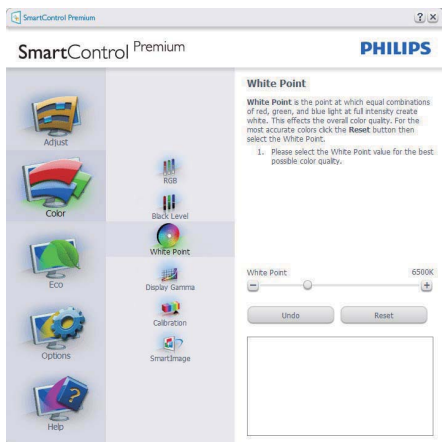 SmartControl Premium
SmartControl Premium
PHILIPS
Adjust
Color
Eco
Options
Help
RGB
Black Level
White Point
Display Gamma
Calibration
SmartImage
White Point
White Point is the point at which equal combinations
of red, green, and blue light at full intensity create
white. This effects the overall color quality. For the
most accurate colors click the Reset button then
select the White Point.
1. Please select the White Point value for the best
possible color quality.
White Point 6500K
Undo Reset